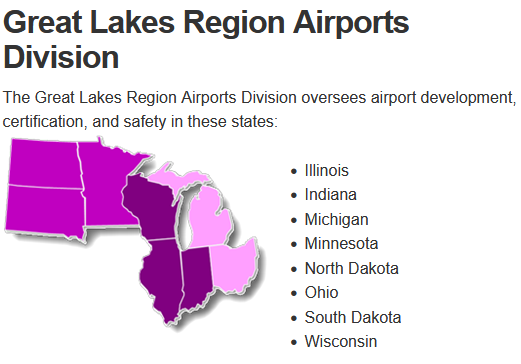 Great Lakes Region Airports
Division
The Great Lakes Region Airports Division oversees airport development,
certification, and safety in these states:
• Illinois
• Indiana
• Michigan
• Minnesota
• North Dakota
• Ohio
• South Dakota
• Wisconsin